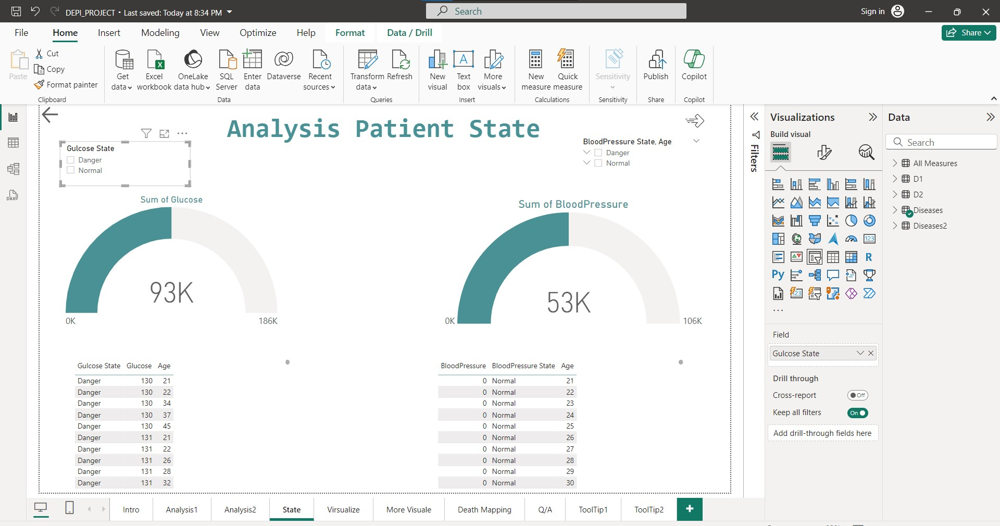 DEPI_PROJECT • Last saved: Today at 8:34 PM
Search
Sign in
File Home Insert Modeling View Optimize Help Format Data / Drill
Share
Paste
Cut
Copy
Format painter
Clipboard
Get data
Excel workbook
OneLake data hub
SQL Server
Enter data
Dataverse
Recent sources
Data
Transform data
Refresh
Queries
New visual
Text box
More visuals
Insert
New measure
Quick measure
Calculations
Sensitivity
Sensitivity
Publish
Share
Copilot
Copilot
Analysis Patient State
Gulcose State
Danger
Normal
BloodPressure State, Age
Danger
Normal
Sum of Glucose
93K
0K
186K
Sum of BloodPressure
53K
0K
106K
Gulcose State Glucose Age
Danger 130 21
Danger 130 22
Danger 130 34
Danger 130 37
Danger 130 45
Danger 131 21
Danger 131 22
Danger 131 26
Danger 131 28
Danger 131 32
BloodPressure BloodPressure State Age
0 Normal 21
0 Normal 22
0 Normal 23
0 Normal 24
0 Normal 25
0 Normal 26
0 Normal 27
0 Normal 28
0 Normal 29
0 Normal 30
Filters
Visualizations
Build visual
123
R
Py
123
...
Field
Gulcose State
Drill through
Cross-report
Off
Keep all filters
On
Add drill-through fields here
Data
Search
All Measures
D1
D2
Diseases
Diseases2
DAX
Intro
Analysis1
Analysis2
State
Virsualize
More Visuale
Death Mapping
Q/A
ToolTip1
ToolTip2
+